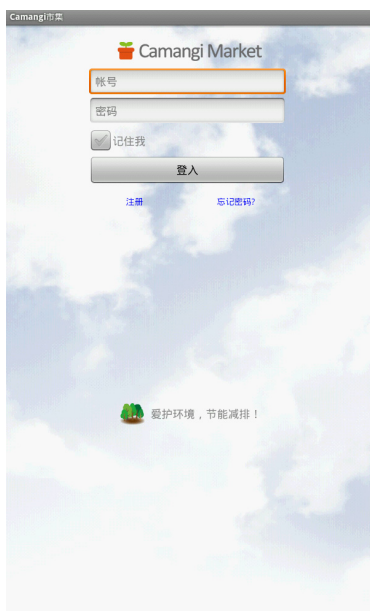 Camangi市集
Camangi Market
帐号
密码
记住我
登入
注册 忘记密码?
爱护环境，节能减排！